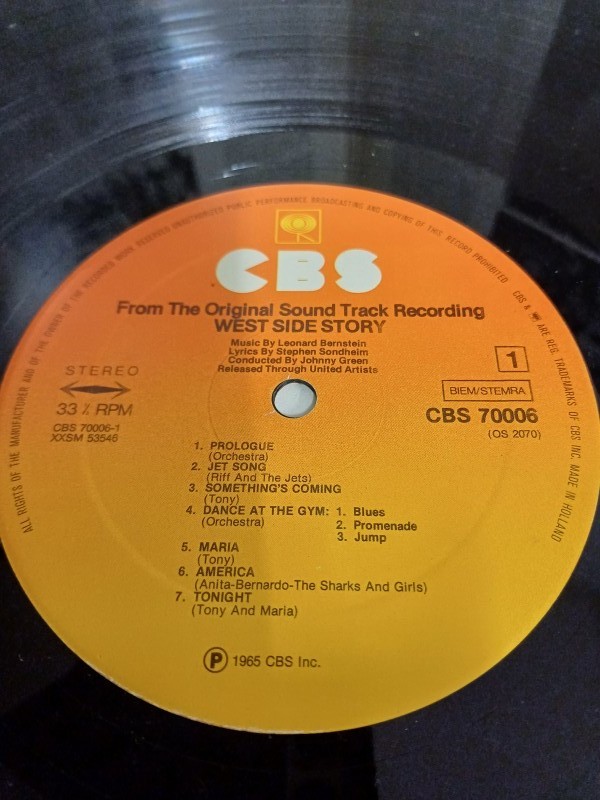 ALL RIGHTS OF THE MANUFACTURER AND OF THE OWNER OF THE RECORDED WORK RESERVED UNAUTHORIZED PUBLIC PERFORMANCE BROADCASTING AND COPYING OF THIS RECORD PROHIBITED
CBS & ARE REG. TRADEMARKS OF CBS INC. MADE IN HOLLAND
CBS
From The Original Sound Track Recording
WEST SIDE STORY
Music By Leonard Bernstein
Lyrics By Stephen Sondheim
Conducted By Johnny Green
Released Through United Artists
STEREO
33⅓ RPM
CBS 70006-1
XXSM 53546
1
BIEM/STEMRA
CBS 70006
(OS 2070)
1. PROLOGUE
(Orchestra)
2. JET SONG
(Riff And The Jets)
3. SOMETHING'S COMING
(Tony)
4. DANCE AT THE GYM: 1. Blues
(Orchestra) 2. Promenade
3. Jump
5. MARIA
(Tony)
6. AMERICA
(Anita-Bernardo-The Sharks And Girls)
7. TONIGHT
(Tony And Maria)
Ⓟ 1965 CBS Inc.